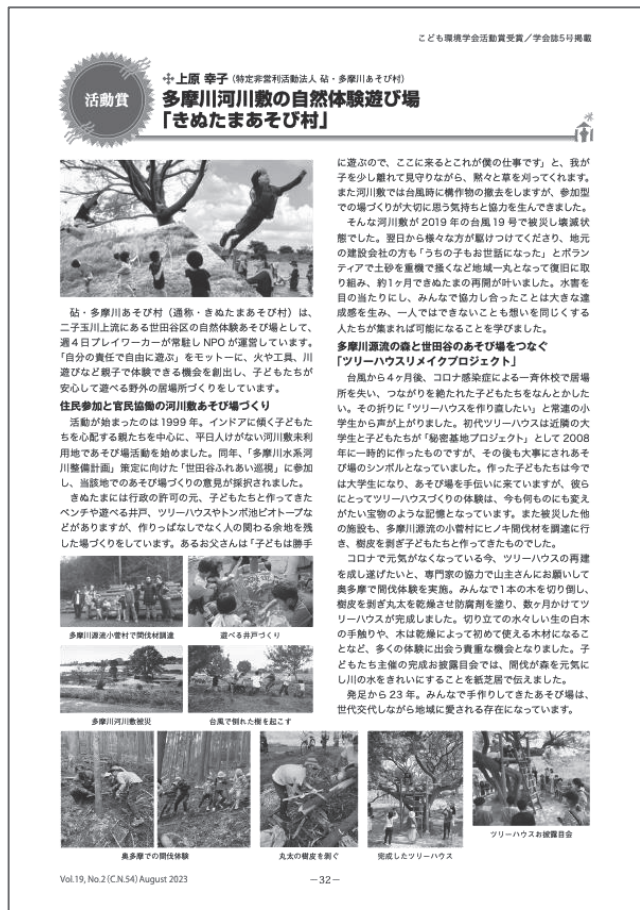 こども環境学会活動賞受賞／学会誌5号掲載
活動賞
上原 幸子（特定非営利活動法人 砧・多摩川あそび村）
多摩川河川敷の自然体験遊び場
「きぬたまあそび村」
砧・多摩川あそび村（通称・きぬたまあそび村）は、
二子玉川上流にある世田谷区の自然体験あそび場として、
週４日プレイワーカーが常駐しNPOが運営しています。
「自分の責任で自由に遊ぶ」をモットーに、火や工具、川
遊びなど親子で体験できる機会を創出し、子どもたちが
安心して遊べる野外の居場所づくりをしています。
住民参加と官民協働の河川敷あそび場づくり
活動が始まったのは1999年。インドアに傾く子どもた
ちを心配する親たちを中心に、平日人けがない河川敷未利
用地であそび場活動を始めました。同年、「多摩川水系河
川整備計画」策定に向けた「世田谷ふれあい巡視」に参加
し、当該地でのあそび場づくりの意見が採択されました。
きぬたまには行政の許可の元、子どもたちと作ってきた
ベンチや遊べる井戸、ツリーハウスやトンボ池ビオトープな
どがありますが、作りっぱなしでなく人の関わる余地を残
した場づくりをしています。あるお父さんは「子どもは勝手
多摩川源流小菅村で間伐材調達
遊べる井戸づくり
多摩川河川敷被災
台風で倒れた樹を起こす
に遊ぶので、ここに来るとこれが僕の仕事です」と、我が
子を少し離れて見守りながら、黙々と草を刈ってくれます。
また河川敷では台風時に構作物の撤去をしますが、参加型
での場づくりが大切に思う気持ちと協力を生んできました。
そんな河川敷が2019年の台風19号で被災し壊滅状
態でした。翌日から様々な方が駆けつけてくださり、地元
の建設会社の方も「うちの子もお世話になった」とボラン
ティアで土砂を重機で掻くなど地域一丸となって復旧に取
り組み、約1ヶ月できぬたまの再開が叶いました。水害を
目の当たりにし、みんなで協力し合ったことは大きな達
成感を生み、一人ではできないことも想いを同じくする
人たちが集まれば可能になることを学びました。
多摩川源流の森と世田谷のあそび場をつなぐ
「ツリーハウスリメイクプロジェクト」
台風から4ヶ月後、コロナ感染症による一斉休校で居場
所を失い、つながりを絶たれた子どもたちをなんとかした
い。その折りに「ツリーハウスを作り直したい」と常連の小
学生から声が上がりました。初代ツリーハウスは近隣の大
学生と子どもたちが「秘密基地プロジェクト」として2008
年に一時的に作ったものですが、その後も大事にされあそ
び場のシンボルとなっていました。作った子どもたちは今で
は大学生になり、あそび場を手伝いに来ていますが、彼ら
にとってツリーハウスづくりの体験は、今も何ものにも変え
がたい宝物のような記憶となっています。また被災した他
の施設も、多摩川源流の小菅村にヒノキ間伐材を調達に行
き、樹皮を剥ぎ子どもたちと作ってきたものでした。
コロナで元気がなくなっている今、ツリーハウスの再建
を成し遂げたいと、専門家の協力で山主さんにお願いして
奥多摩で間伐体験を実施。みんなで1本の木を切り倒し、
樹皮を剥ぎ丸太を乾燥させ防腐剤を塗り、数ヶ月かけてツ
リーハウスが完成しました。切り立ての水々しい生の白木
の手触りや、木は乾燥によって初めて使える木材になるこ
となど、多くの体験に出会う貴重な機会となりました。子
どもたち主催の完成お披露目会では、間伐が森を元気に
し川の水をきれいにすることを紙芝居で伝えました。
発足から23年。みんなで手作りしてきたあそび場は、
世代交代しながら地域に愛される存在になっています。
奥多摩での間伐体験
丸太の樹皮を剥ぐ
完成したツリーハウス
ツリーハウスお披露目会
Vol.19, No.2 (C.N.54) August 2023
－32－